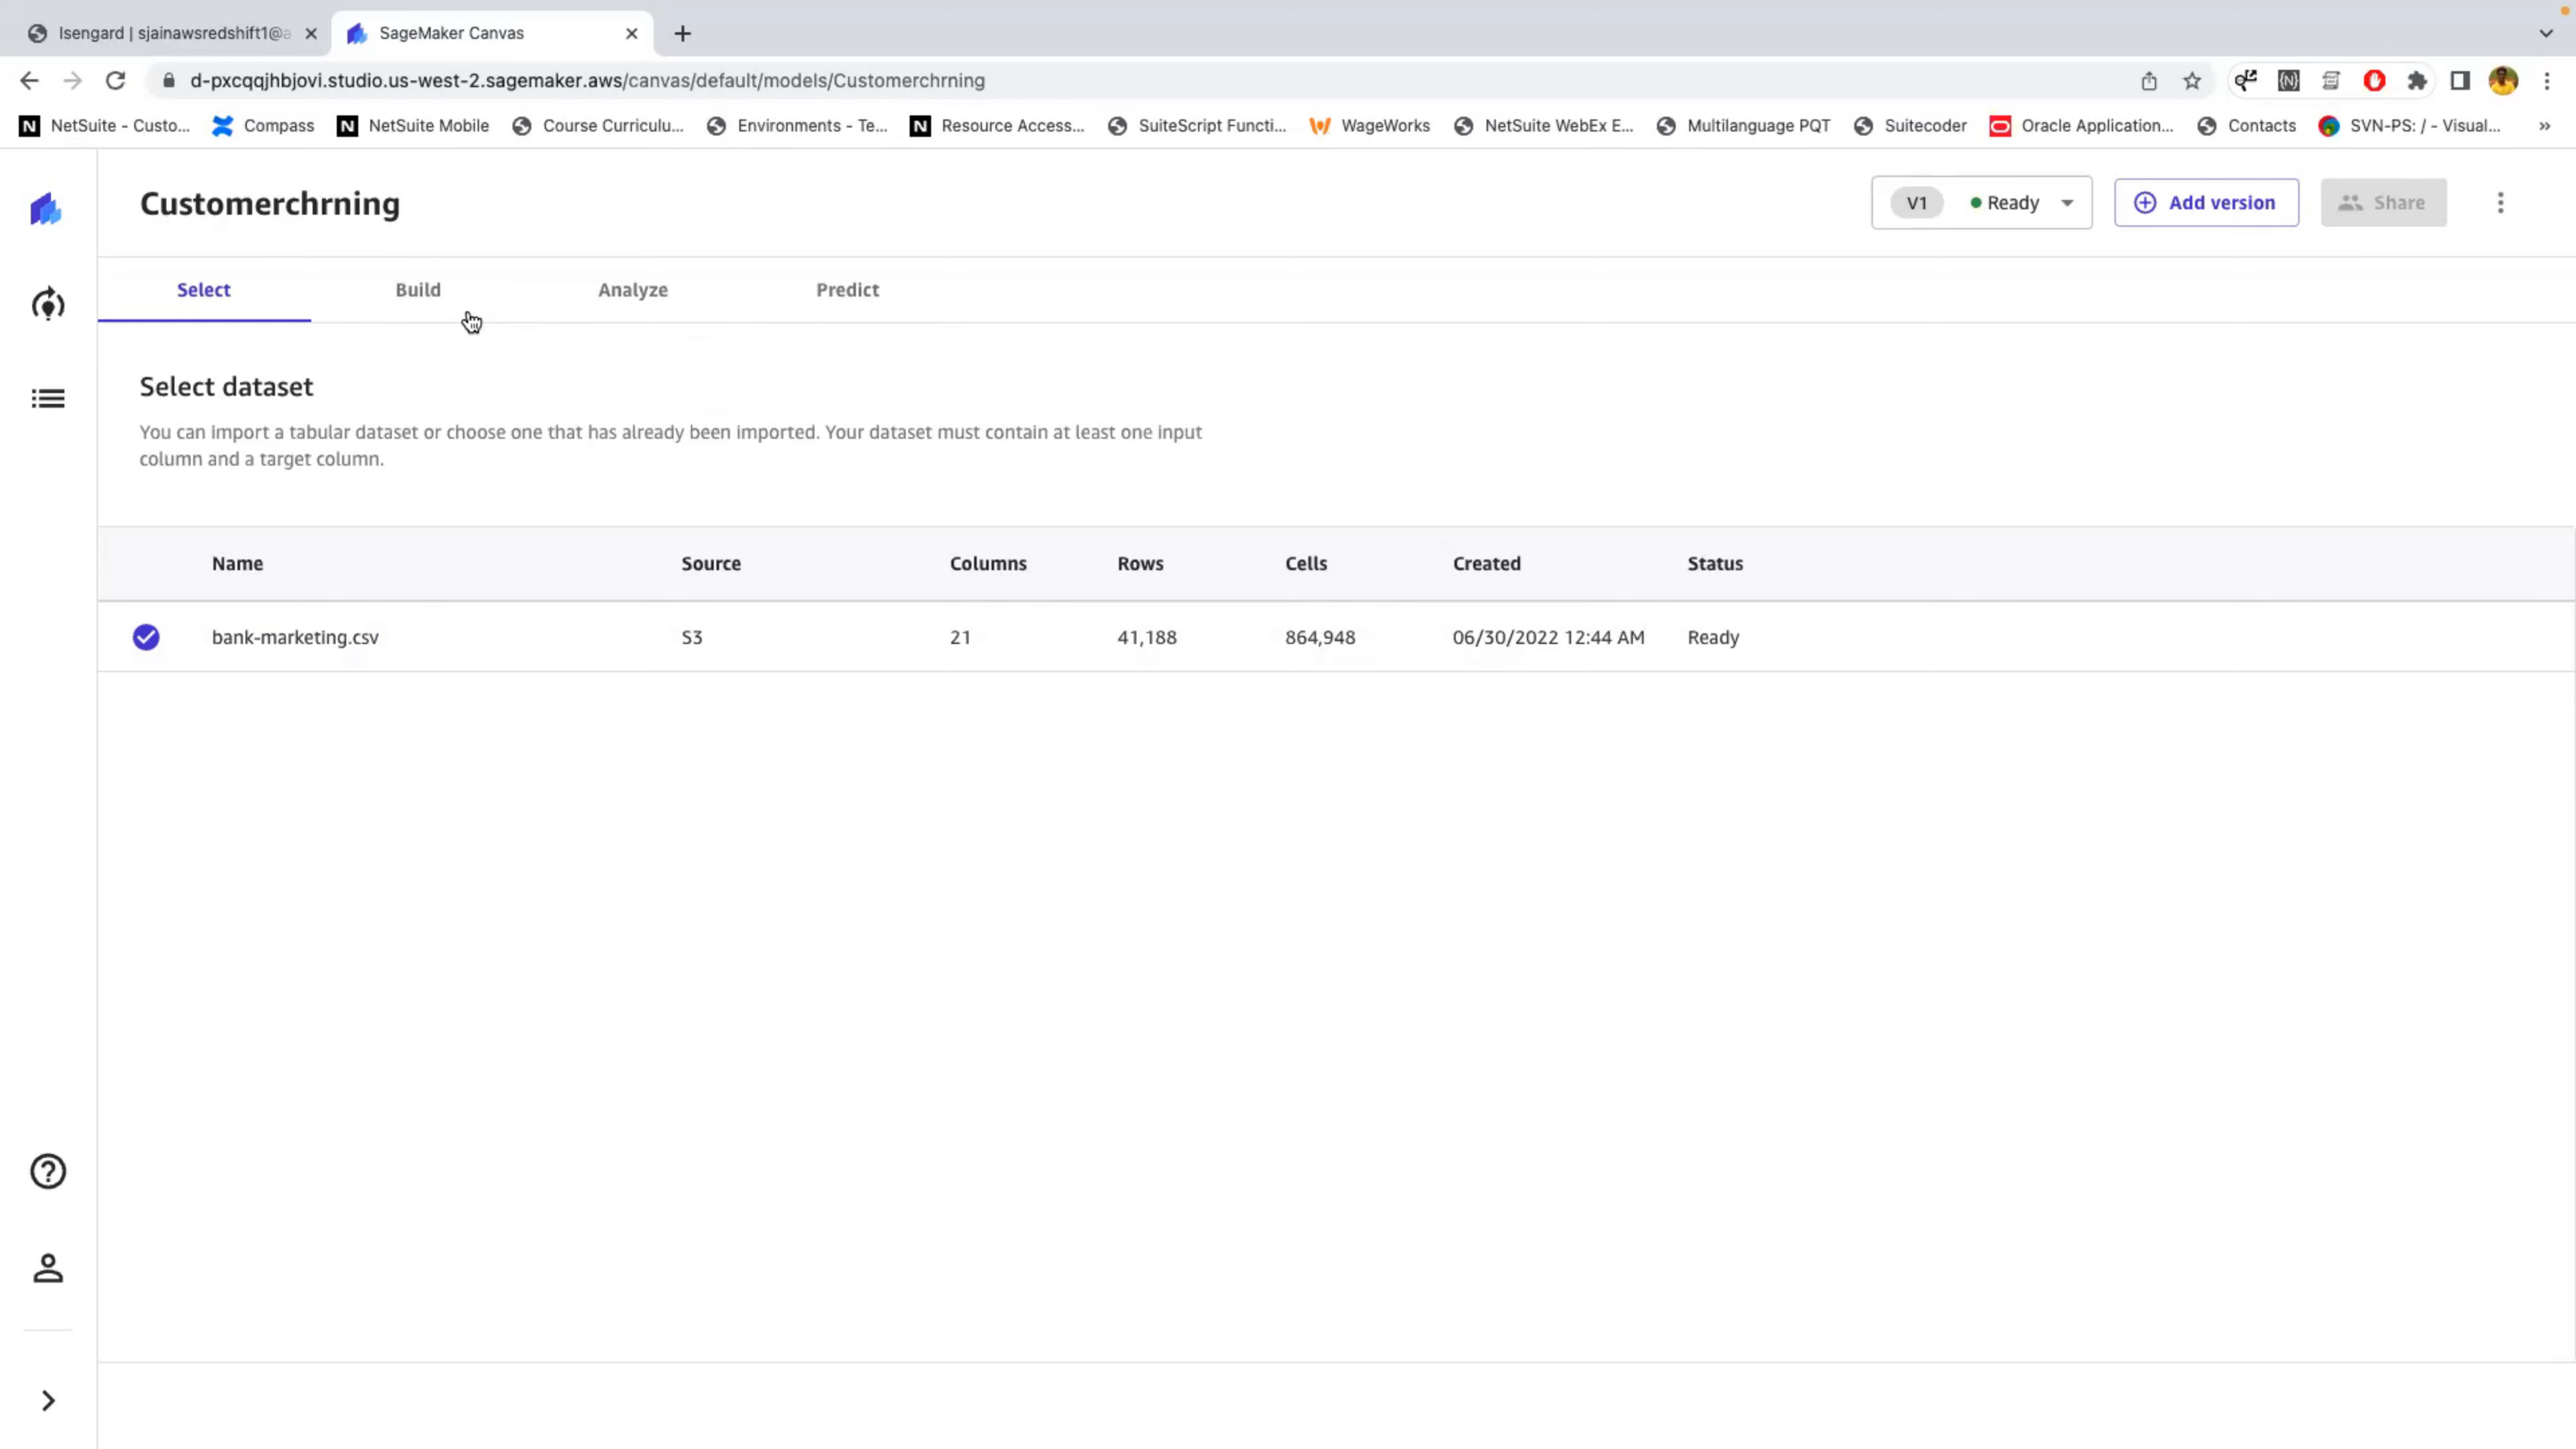 Isengard | sjainawsredshift1@a
SageMaker Canvas
d-pxcqqjhbjovi.studio.us-west-2.sagemaker.aws/canvas/default/models/Customerchrning
NetSuite - Custo... Compass NetSuite Mobile Course Curriculu... Environments - Te... Resource Access... SuiteScript Functi... WageWorks NetSuite WebEx E... Multilanguage PQT Suitecoder Oracle Application... Contacts SVN-PS: / - Visual... »
Customerchrning
V1 Ready Add version Share
Select Build Analyze Predict
Select dataset
You can import a tabular dataset or choose one that has already been imported. Your dataset must contain at least one input
column and a target column.
Name Source Columns Rows Cells Created Status
bank-marketing.csv S3 21 41,188 864,948 06/30/2022 12:44 AM Ready